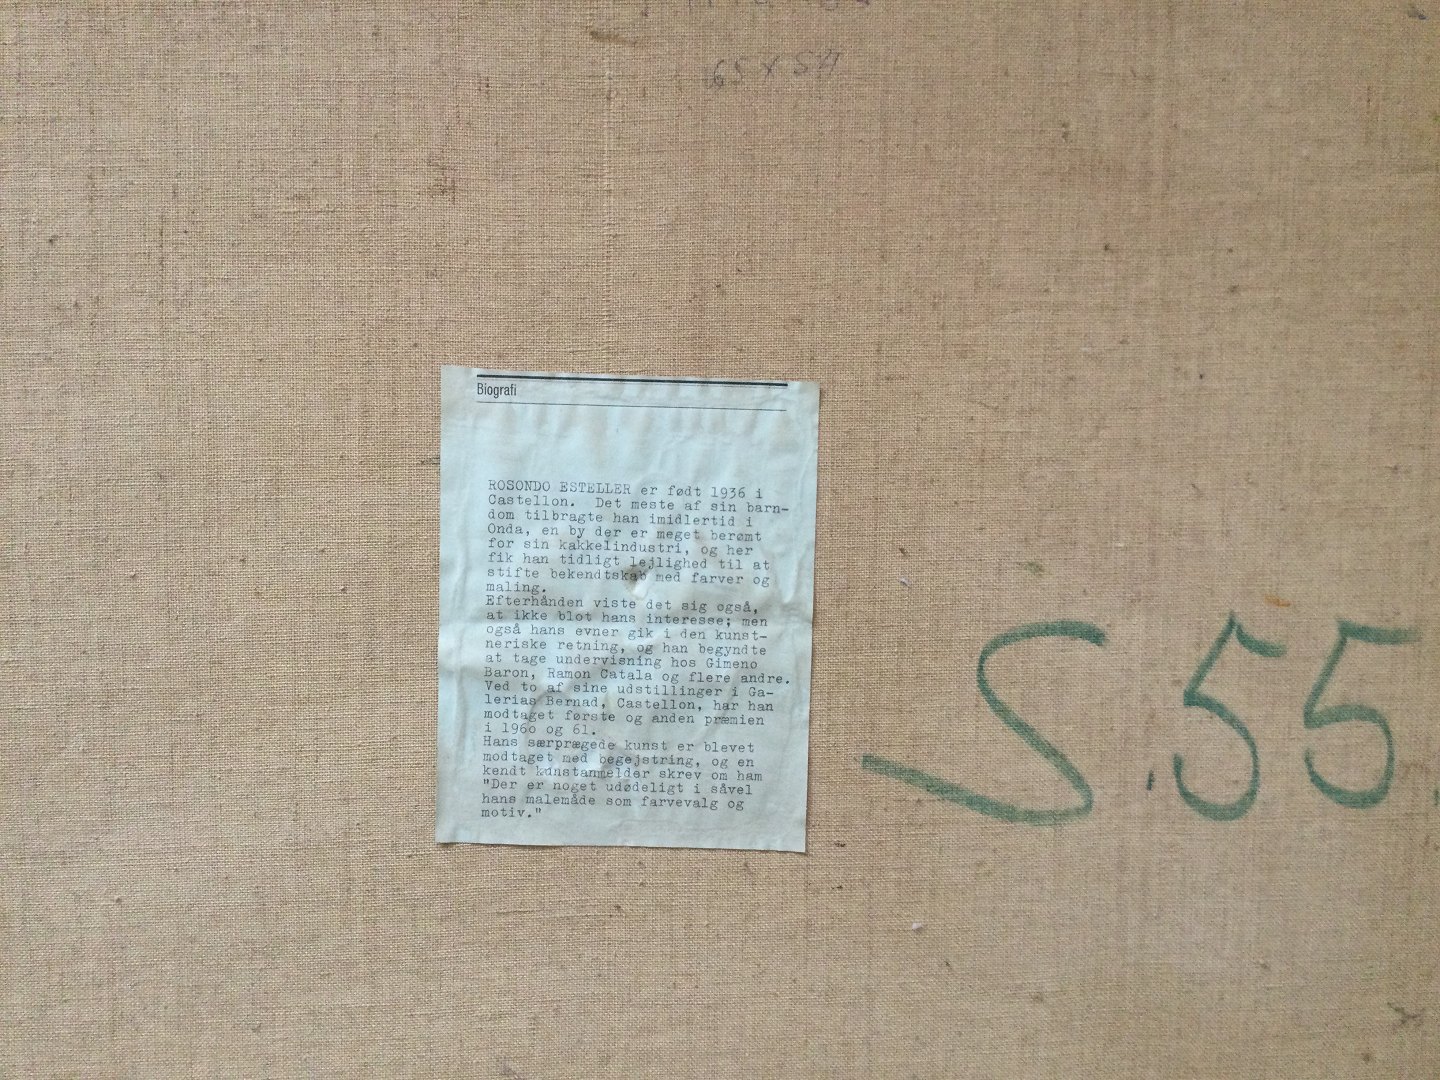 65 x 54
Biografi
ROSONDO ESTELLER er født 1936 i
Castellon. Det meste af sin barn-
dom tilbragte han imidlertid i
Onda, en by der er meget berømt
for sin kakkelindustri, og her
fik han tidligt lejlighed til at
stifte bekendtskab med farver og
maling.
Efterhånden viste det sig også,
at ikke blot hans interesse; men
også hans evner gik i den kunst-
neriske retning, og han begyndte
at tage undervisning hos Gimeno
Baron, Ramon Catala og flere andre.
Ved to af sine udstillinger i Ga-
lerias Bernad, Castellon, har han
modtaget første og anden præmien
i 1960 og 61.
Hans særprægede kunst er blevet
modtaget med begejstring, og en
kendt kunstanmelder skrev om ham
"Der er noget udødeligt i såvel
hans malemåde som farvevalg og
motiv."
S.55.